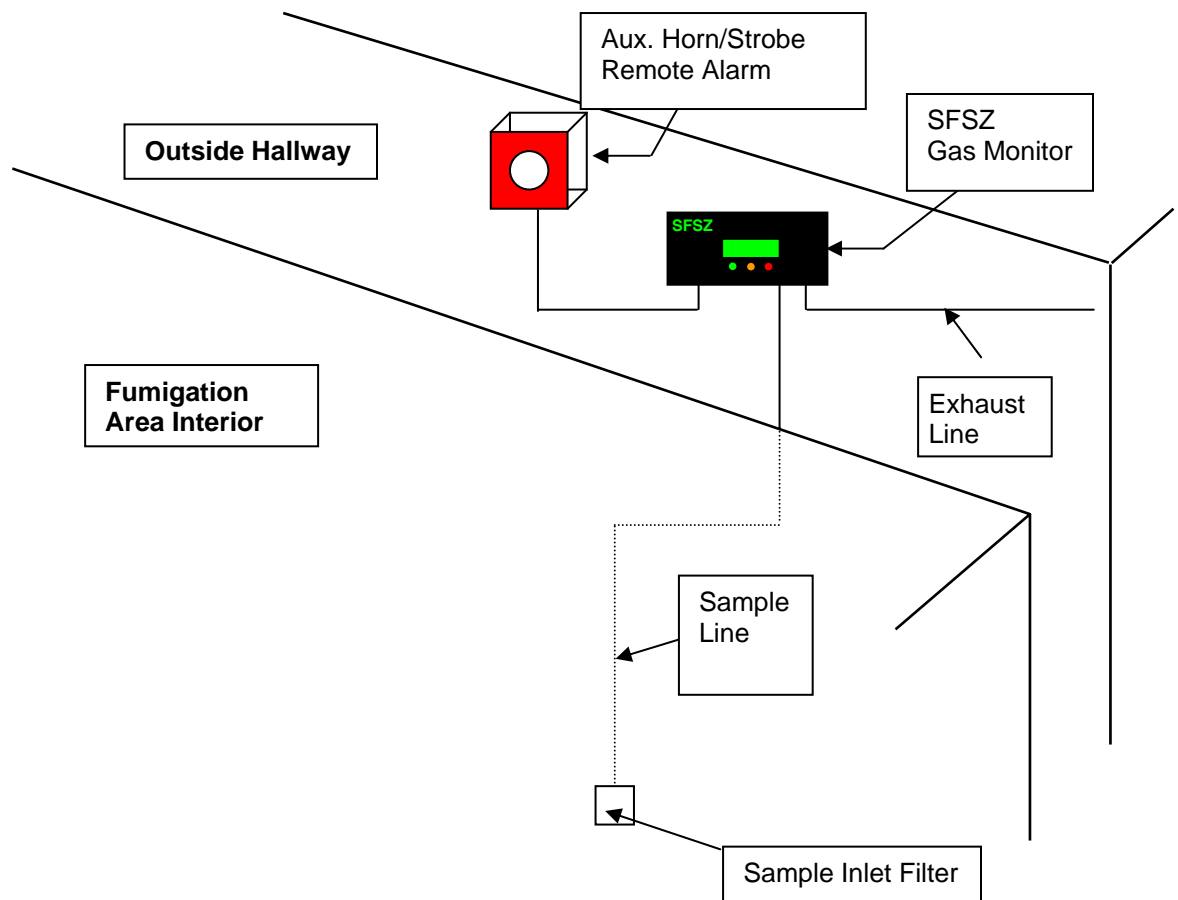 Aux. Horn/Strobe
Remote Alarm
SFSZ
Gas Monitor
Outside Hallway
SFSZ
Fumigation
Area Interior
Exhaust
Line
Sample
Line
Sample Inlet Filter